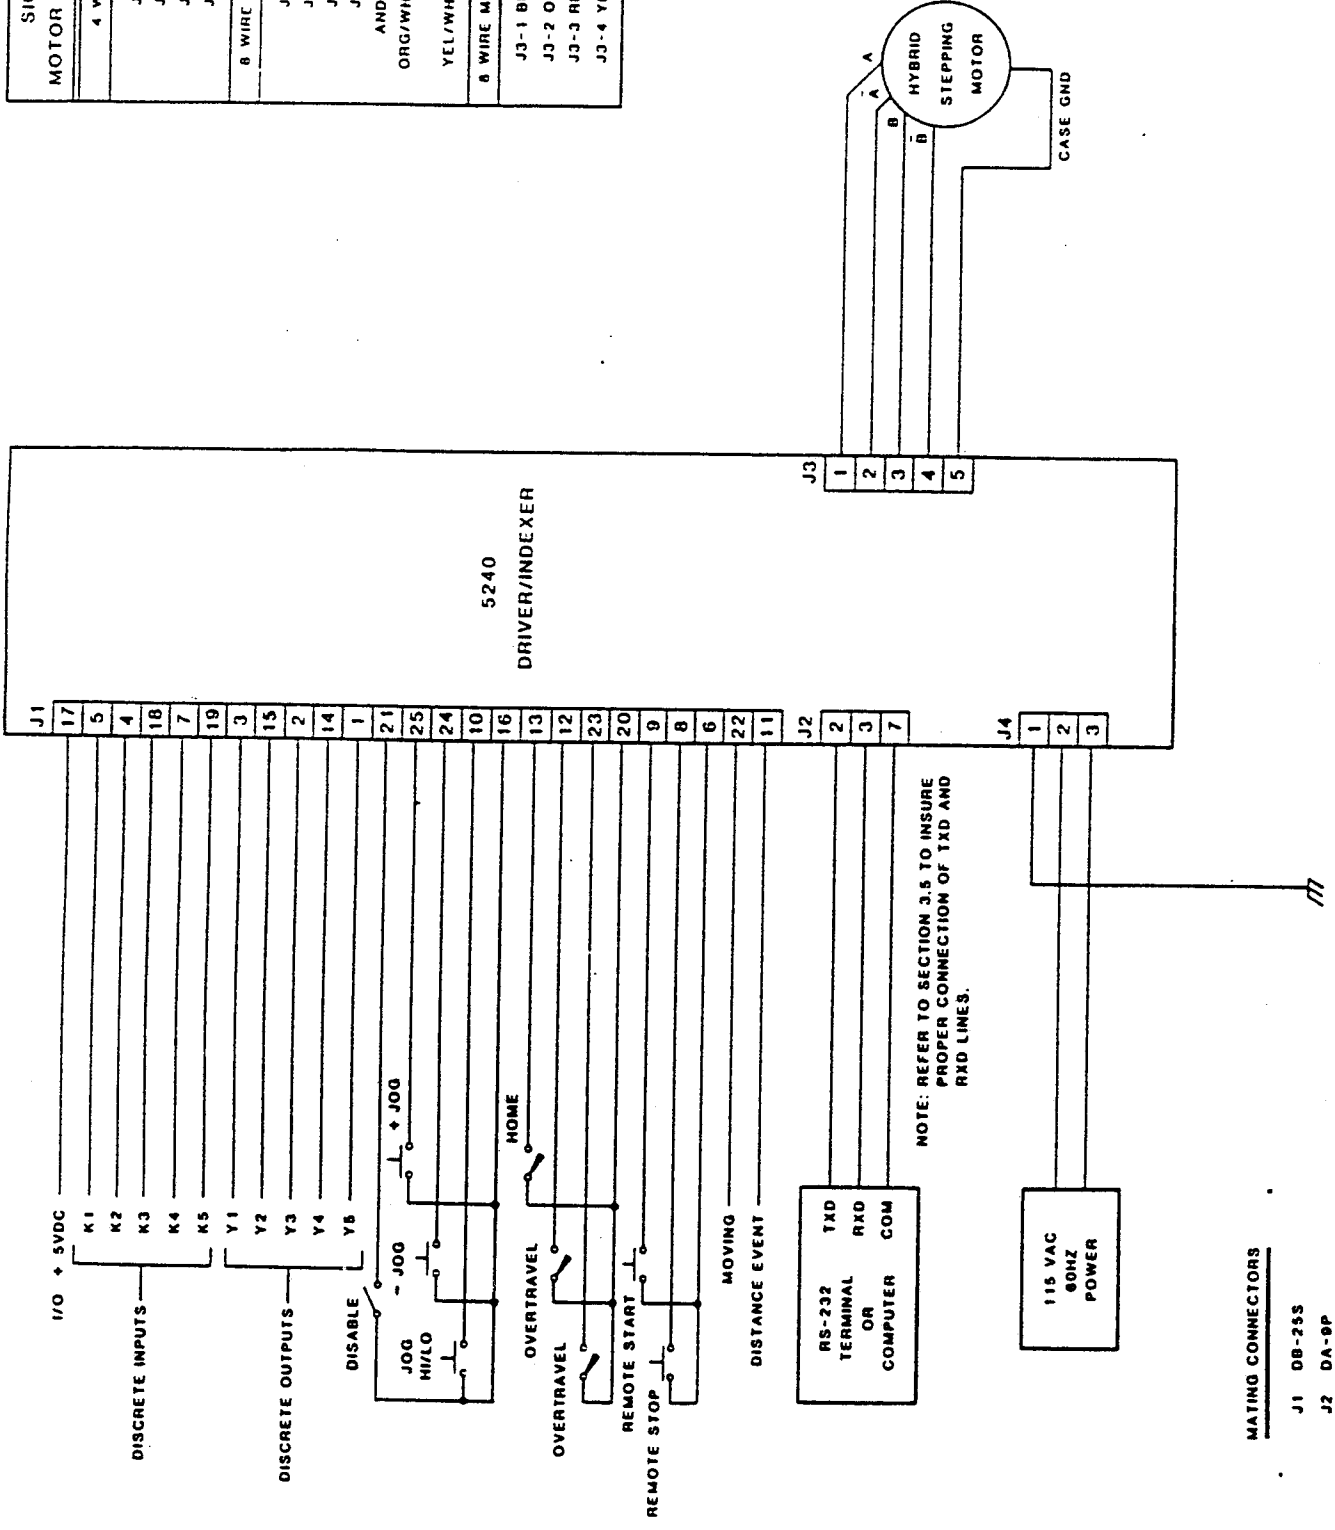 SIG
MOTOR
4 W
J
J
J
J
8 WIRE
J
J
J
J
AND
ORG/WH
YEL/WH
8 WIRE M
J3-1 B
J3-2 O
J3-3 R
J3-4 Y
HYBRID
STEPPING
MOTOR
A
A̅
B
B̅
CASE GND
5240
DRIVER/INDEXER
J3
1
2
3
4
5
J1
17
5
4
18
7
19
3
15
2
14
1
21
25
24
10
16
13
12
23
20
9
8
6
22
11
J2
2
3
7
J4
1
2
3
I/O + 5VDC
K1
K2
K3
K4
K5
DISCRETE INPUTS
Y1
Y2
Y3
Y4
Y5
DISCRETE OUTPUTS
DISABLE
+ JOG
- JOG
JOG
HI/LO
HOME
OVERTRAVEL
OVERTRAVEL
REMOTE START
REMOTE STOP
MOVING
DISTANCE EVENT
RS-232
TERMINAL
OR
COMPUTER
TXD
RXD
COM
NOTE: REFER TO SECTION 3.5 TO INSURE
PROPER CONNECTION OF TXD AND
RXD LINES.
115 VAC
60HZ
POWER
MATING CONNECTORS
J1 DB-25S
J2 DA-9P